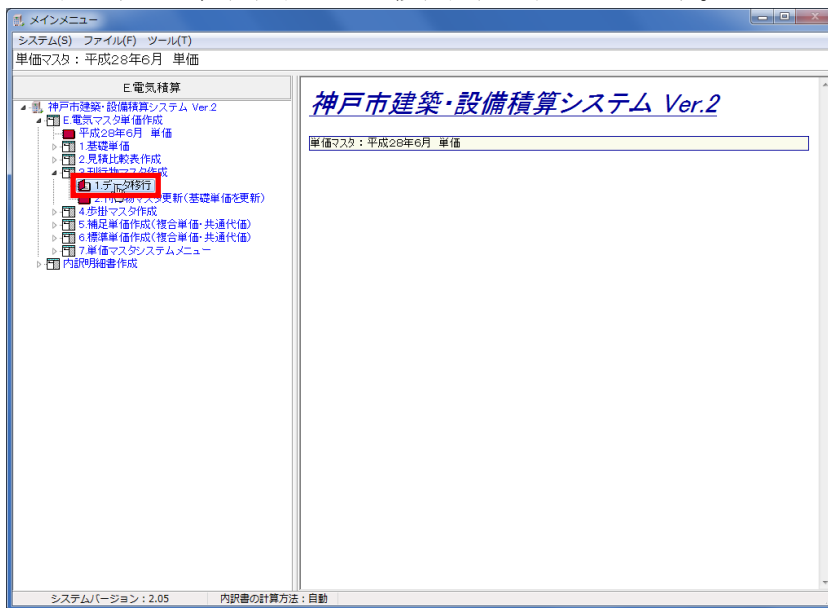 メインメニュー
システム(S) ファイル(F) ツール(T)
単価マスタ：平成28年6月 単価
E.電気積算
神戸市建築・設備積算システム Ver.2
E.電気マスタ単価作成
平成28年6月 単価
1.基礎単価
2.見積比較表作成
3.刊行物マスタ作成
1.データ移行
2.刊行物マスタ更新(基礎単価を更新)
4.歩掛マスタ作成
5.補足単価作成(複合単価・共通代価)
6.標準単価作成(複合単価・共通代価)
7.単価マスタシステムメニュー
内訳明細書作成
神戸市建築・設備積算システム Ver.2
単価マスタ：平成28年6月 単価
システムバージョン：2.05 内訳書の計算方法：自動